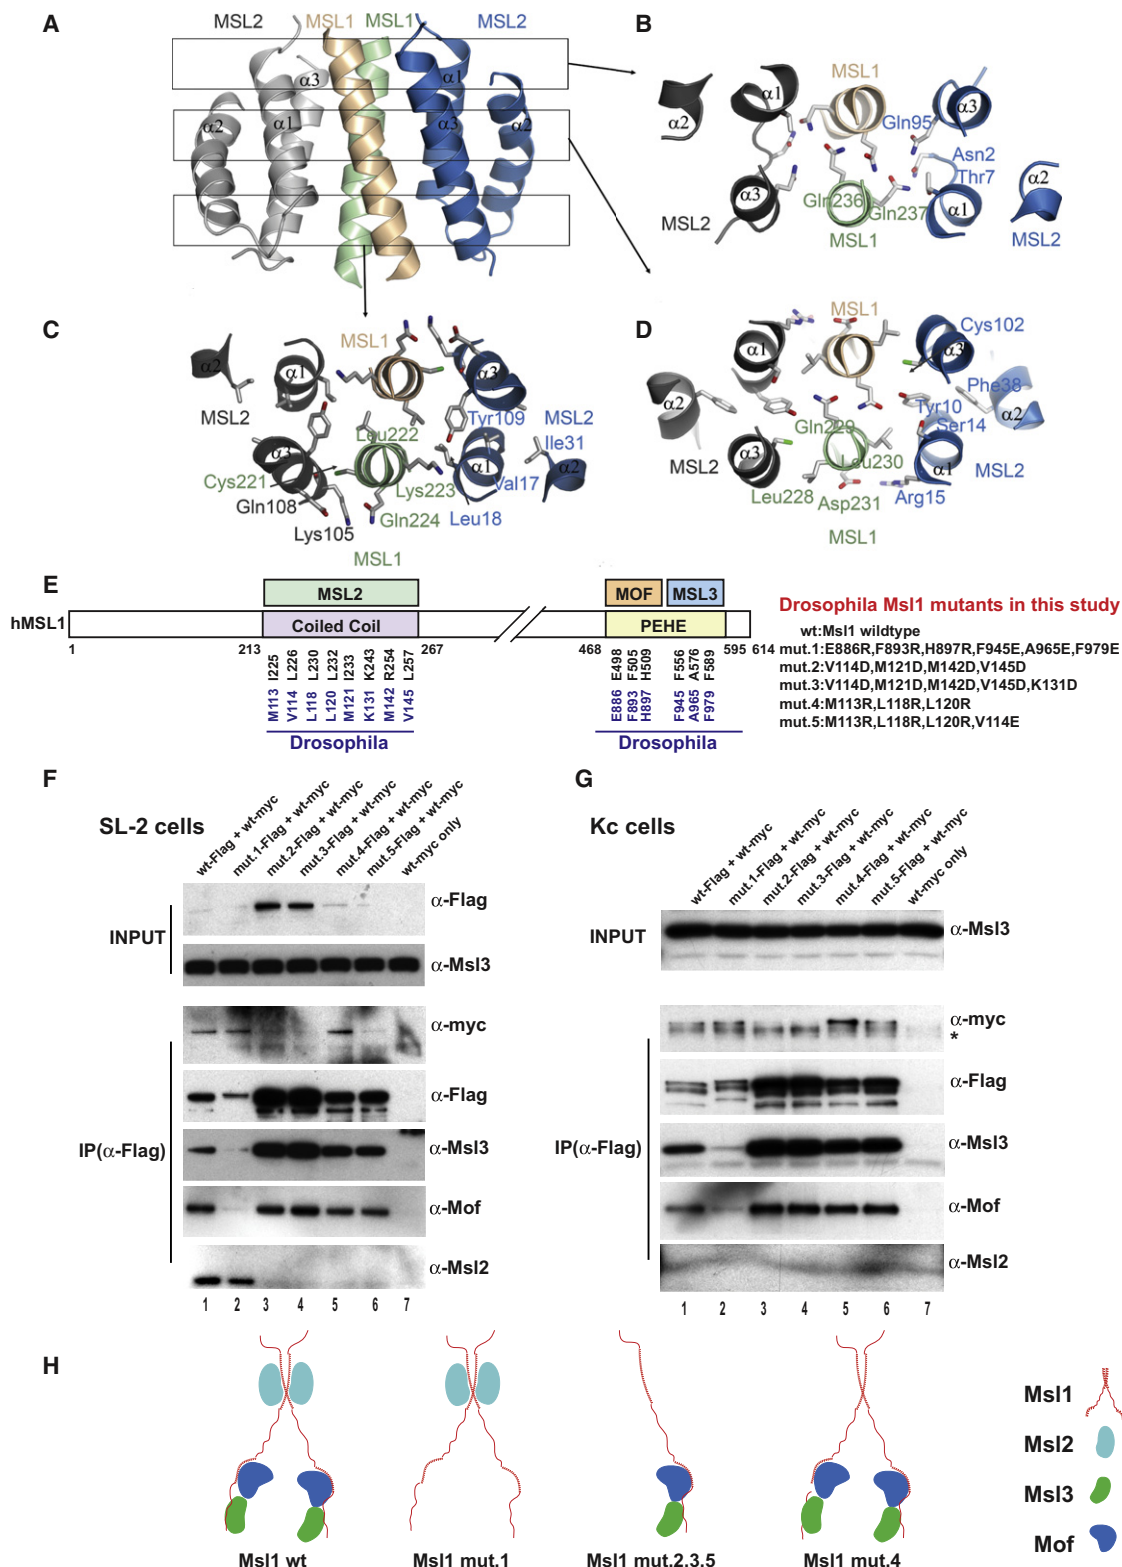 A
MSL2 MSL1 MSL1 MSL2
α3 α1
α2 α1 α3 α2
B
MSL1
α1 α3
α2
Gln95
Asn2
Thr7
α3 Gln236 Gln237 α1 α2
MSL2 MSL1 MSL2
C
MSL1
α2 α1 α3
MSL2
Tyr109 MSL2
Leu222 Ile31
α3 α1 α2
Cys221
Gln108 Lys223 Val17
Lys105 Gln224 Leu18
MSL1
D
MSL1
Cys102
α1 α3
Phe38
α2 Tyr10 α2
Gln229 Ser14
MSL2 α3 Leu230 α1 MSL2
Leu228 Asp231 Arg15
MSL1
E
MSL2 MOF MSL3
hMSL1 Coiled Coil PEHE
1 213 267 468 595 614
I225 L226 L230 L232 I233 K243 R254 L257
M113 V114 L118 L120 M121 K131 M142 V145
Drosophila
E498 F505 H509 F556 A576 F589
E886 F893 H897 F945 A965 F979
Drosophila
Drosophila Msl1 mutants in this study
wt:Msl1 wildtype
mut.1:E886R,F893R,H897R,F945E,A965E,F979E
mut.2:V114D,M121D,M142D,V145D
mut.3:V114D,M121D,M142D,V145D,K131D
mut.4:M113R,L118R,L120R
mut.5:M113R,L118R,L120R,V114E
F
SL-2 cells
wt-Flag + wt-myc
mut.1-Flag + wt-myc
mut.2-Flag + wt-myc
mut.3-Flag + wt-myc
mut.4-Flag + wt-myc
mut.5-Flag + wt-myc
wt-myc only
INPUT
α-Flag
α-Msl3
IP(α-Flag)
α-myc
α-Flag
α-Msl3
α-Mof
α-Msl2
1 2 3 4 5 6 7
G
Kc cells
wt-Flag + wt-myc
mut.1-Flag + wt-myc
mut.2-Flag + wt-myc
mut.3-Flag + wt-myc
mut.4-Flag + wt-myc
mut.5-Flag + wt-myc
wt-myc only
INPUT
α-Msl3
IP(α-Flag)
α-myc
*
α-Flag
α-Msl3
α-Mof
α-Msl2
1 2 3 4 5 6 7
H
Msl1 wt
Msl1 mut.1
Msl1 mut.2,3.5
Msl1 mut.4
Msl1
Msl2
Msl3
Mof